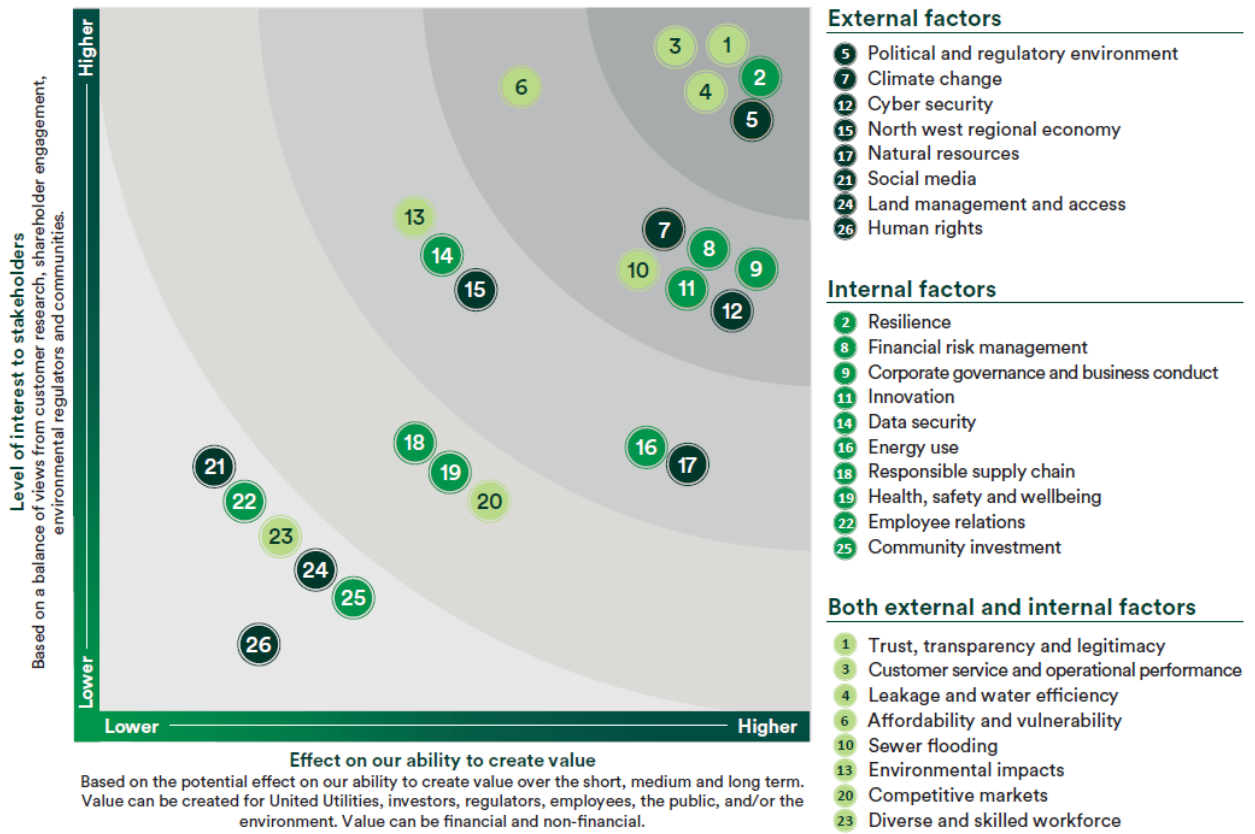 Higher
Level of interest to stakeholders
Based on a balance of views from customer research, shareholder engagement,
environmental regulators and communities.
Lower
3
1
2
6
4
5
13
7
8
14
10
9
15
11
12
18
16
17
21
19
22
20
23
24
25
26
Lower
Higher
Effect on our ability to create value
Based on the potential effect on our ability to create value over the short, medium and long term.
Value can be created for United Utilities, investors, regulators, employees, the public, and/or the
environment. Value can be financial and non-financial.
External factors
5 Political and regulatory environment
7 Climate change
12 Cyber security
15 North west regional economy
17 Natural resources
21 Social media
24 Land management and access
26 Human rights
Internal factors
2 Resilience
8 Financial risk management
9 Corporate governance and business conduct
11 Innovation
14 Data security
16 Energy use
18 Responsible supply chain
19 Health, safety and wellbeing
22 Employee relations
25 Community investment
Both external and internal factors
1 Trust, transparency and legitimacy
3 Customer service and operational performance
4 Leakage and water efficiency
6 Affordability and vulnerability
10 Sewer flooding
13 Environmental impacts
20 Competitive markets
23 Diverse and skilled workforce